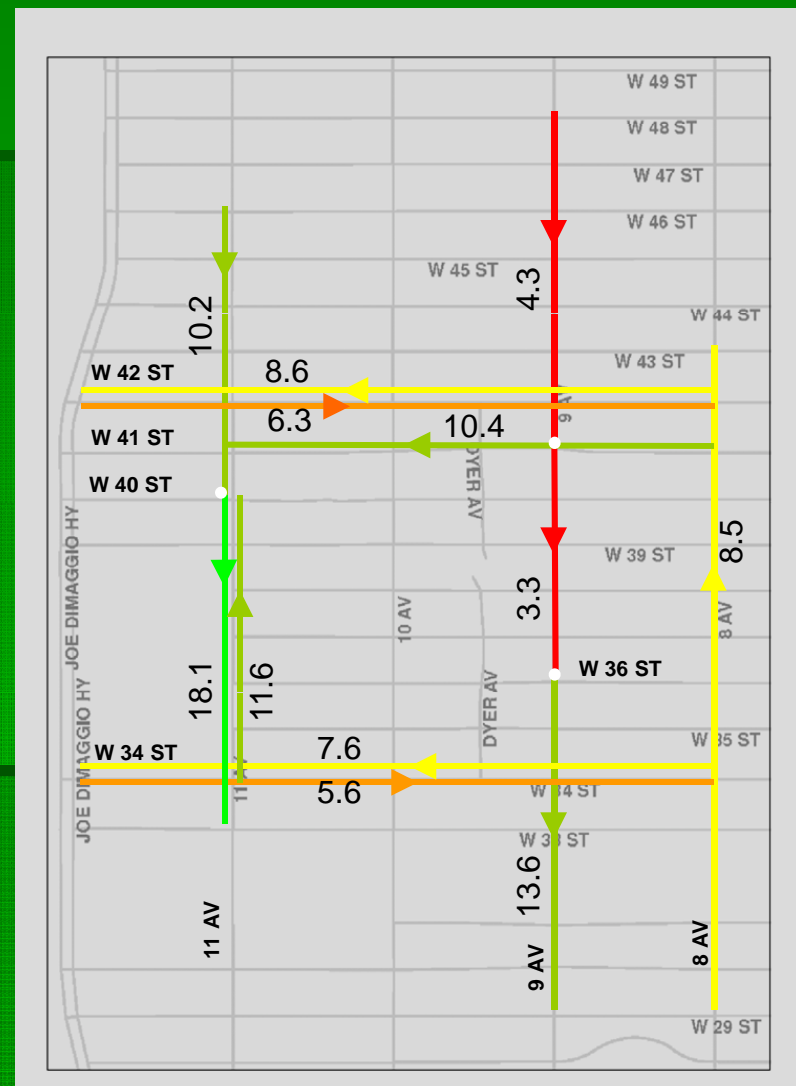 W 49 ST
W 48 ST
W 47 ST
W 46 ST
W 45 ST
4.3
10.2
W 44 ST
W 43 ST
W 42 ST
8.6
9 AV
6.3
10.4
W 41 ST
DYER AV
W 40 ST
JOE DIMAGGIO HY
8.5
W 39 ST
3.3
10 AV
8 AV
W 36 ST
18.1
11.6
DYER AV
JOE DIMAGGIO HY
W 35 ST
W 34 ST
7.6
11 AV
5.6
W 34 ST
W 33 ST
13.6
11 AV
9 AV
8 AV
W 29 ST